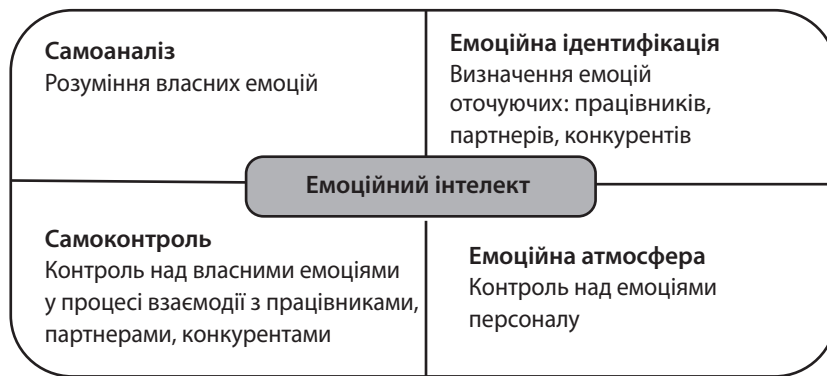 Самоаналіз
Розуміння власних емоцій
Емоційна ідентифікація
Визначення емоцій
оточуючих: працівників,
партнерів, конкурентів
Емоційний інтелект
Самоконтроль
Контроль над власними емоціями
у процесі взаємодії з працівниками,
партнерами, конкурентами
Емоційна атмосфера
Контроль над емоціями
персоналу